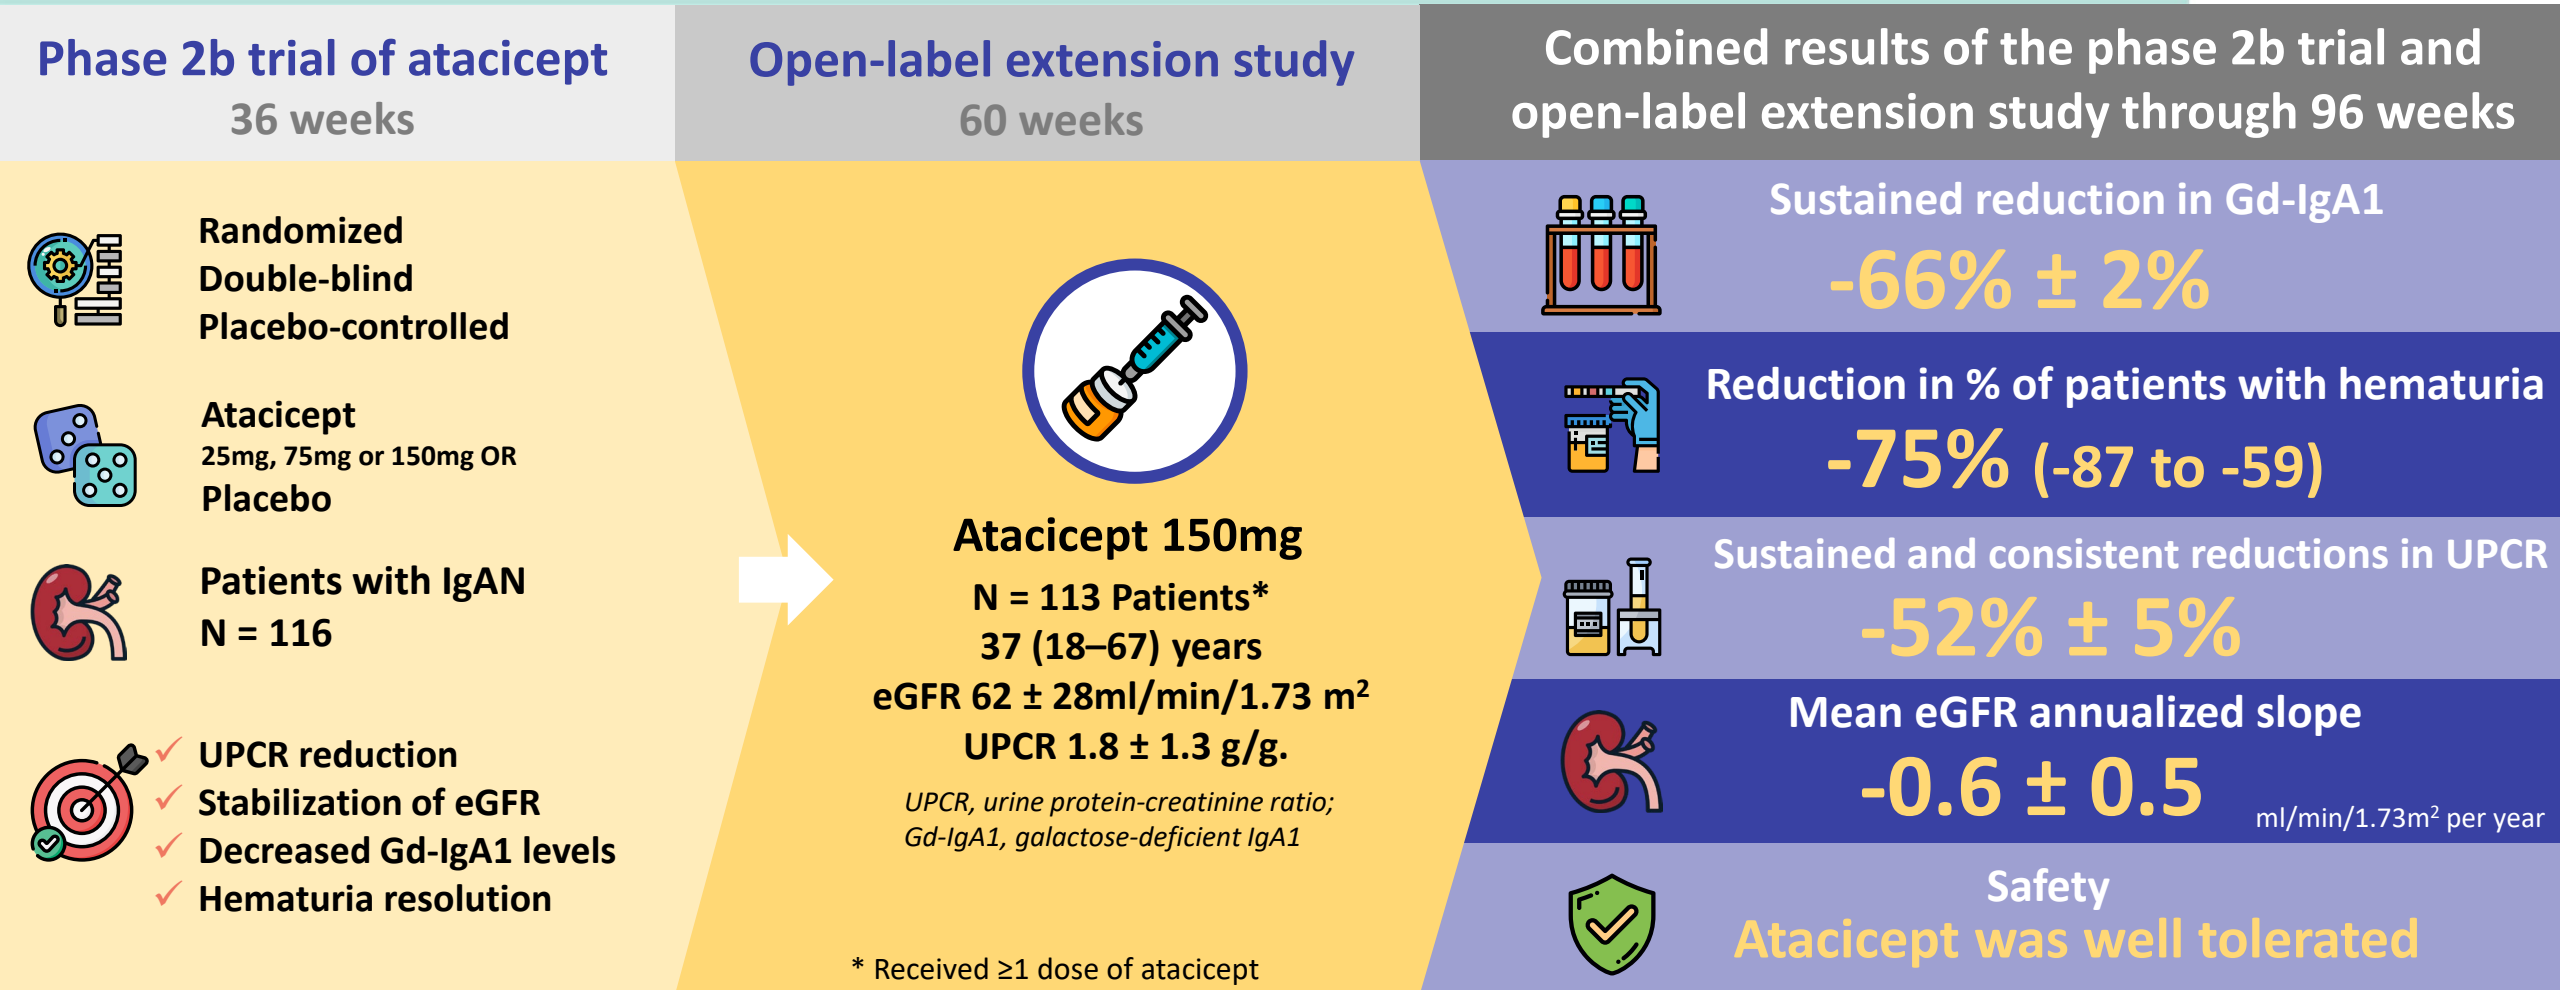 Phase 2b trial of atacicept
36 weeks
Randomized
Double-blind
Placebo-controlled
Atacicept
25mg, 75mg or 150mg OR
Placebo
Patients with IgAN
N = 116
✓ UPCR reduction
✓ Stabilization of eGFR
✓ Decreased Gd-IgA1 levels
✓ Hematuria resolution
Open-label extension study
60 weeks
Atacicept 150mg
N = 113 Patients*
37 (18–67) years
eGFR 62 ± 28ml/min/1.73 m²
UPCR 1.8 ± 1.3 g/g.
UPCR, urine protein-creatinine ratio;
Gd-IgA1, galactose-deficient IgA1
* Received ≥1 dose of atacicept
Combined results of the phase 2b trial and
open-label extension study through 96 weeks
Sustained reduction in Gd-IgA1
-66% ± 2%
Reduction in % of patients with hematuria
-75% (-87 to -59)
Sustained and consistent reductions in UPCR
-52% ± 5%
Mean eGFR annualized slope
-0.6 ± 0.5 ml/min/1.73m² per year
Safety
Atacicept was well tolerated